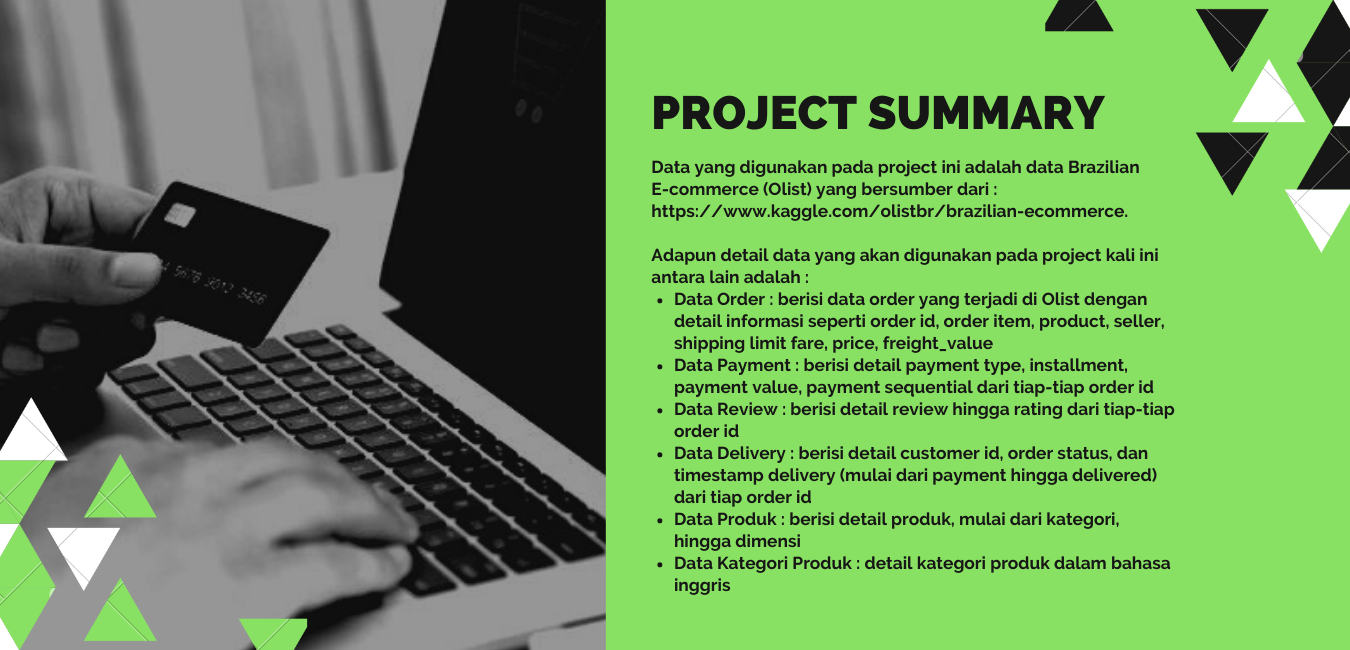 PROJECT SUMMARY
Data yang digunakan pada project ini adalah data Brazilian
E-commerce (Olist) yang bersumber dari :
https://www.kaggle.com/olistbr/brazilian-ecommerce.
Adapun detail data yang akan digunakan pada project kali ini
antara lain adalah :
• Data Order : berisi data order yang terjadi di Olist dengan
detail informasi seperti order id, order item, product, seller,
shipping limit fare, price, freight_value
• Data Payment : berisi detail payment type, installment,
payment value, payment sequential dari tiap-tiap order id
• Data Review : berisi detail review hingga rating dari tiap-tiap
order id
• Data Delivery : berisi detail customer id, order status, dan
timestamp delivery (mulai dari payment hingga delivered)
dari tiap order id
• Data Produk : berisi detail produk, mulai dari kategori,
hingga dimensi
• Data Kategori Produk : detail kategori produk dalam bahasa
inggris
5678 9012 3456